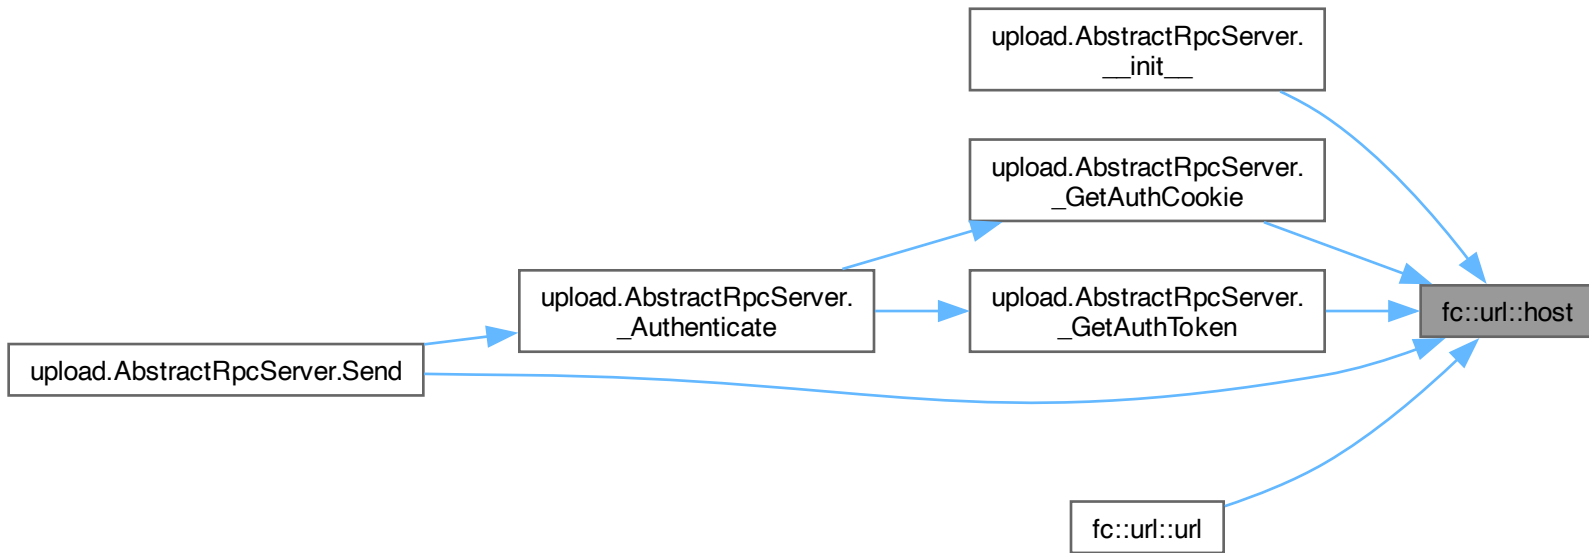 upload.AbstractRpcServer.
__init__
upload.AbstractRpcServer.
_GetAuthCookie
upload.AbstractRpcServer.
_Authenticate
upload.AbstractRpcServer.
_GetAuthToken
fc::url::host
upload.AbstractRpcServer.Send
fc::url::url